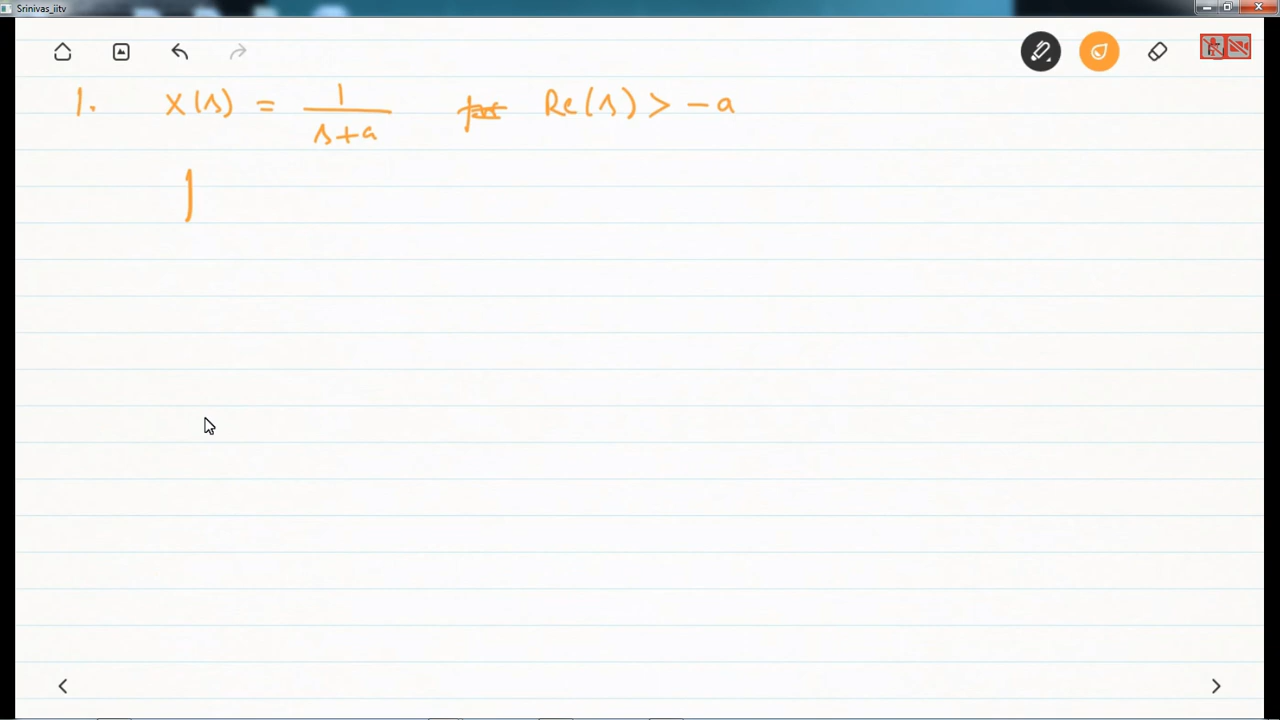 Srinivas_iitv
1. X(s) = 1/(s+a) Re(s) > -a